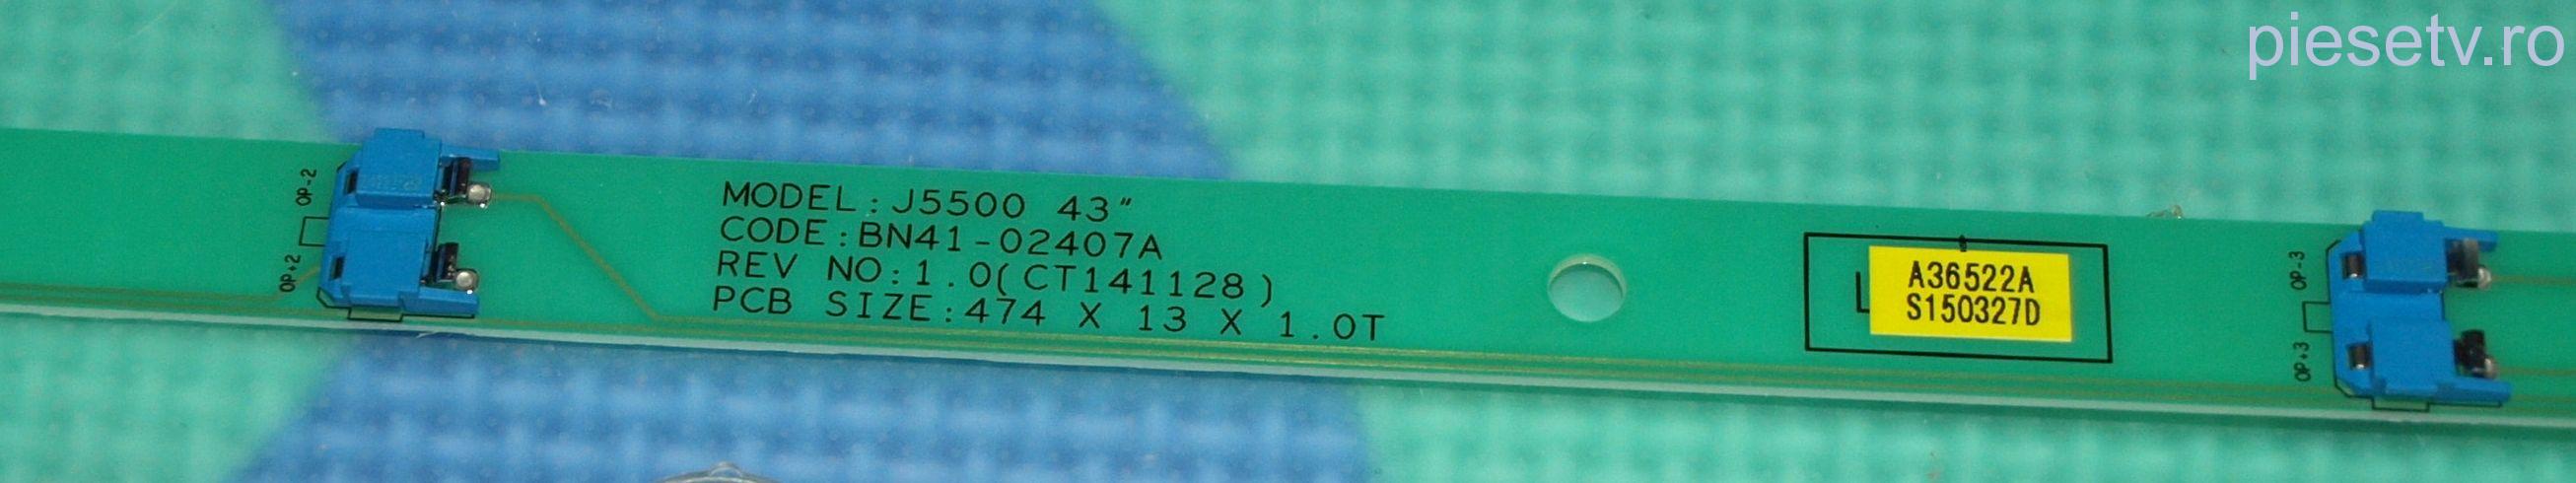 piesetv.ro
OP-2
OP+2
MODEL:J5500 43"
CODE:BN41-02407A
REV NO:1.0(CT141128)
PCB SIZE:474 X 13 X 1.0T
L
A36522A
S150327D
OP-3
OP+3